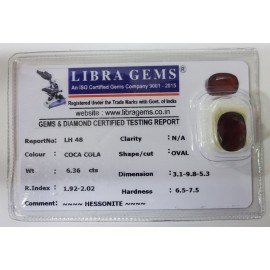 LIBRA GEMS®
An ISO Certified Gems Company 9001 - 2015
Registered Under the Trade Marks with Govt. of India
website : www.libragems.co.in
GEMS & DIAMOND CERTIFIED TESTING REPORT
ReportNo: LH 48 Clarity : N/A
Colour : COCA COLA Shape/cut : OVAL
Wt. : 6.36 cts Dimension : 3.1-9.8-5.3
R.Index : 1.92-2.02 Hardness : 6.5-7.5
Comment : ~~~~ HESSONITE ~~~~